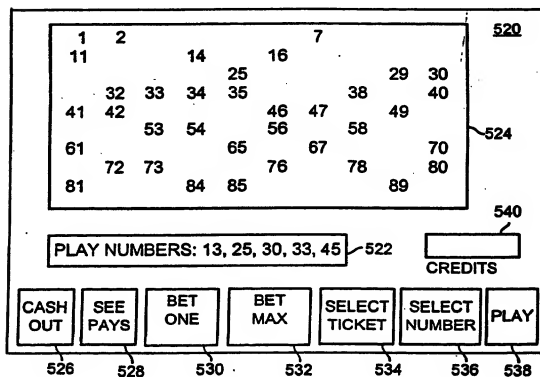 1 2 7 520
11 14 16
25 29 30
32 33 34 35 38 40
41 42 46 47 49
53 54 56 58 524
61 65 67 70
72 73 76 78 80
81 84 85 89
540
PLAY NUMBERS: 13, 25, 30, 33, 45 522
CREDITS
CASH OUT SEE PAYS BET ONE BET MAX SELECT TICKET SELECT NUMBER PLAY
526 528 530 532 534 536 538